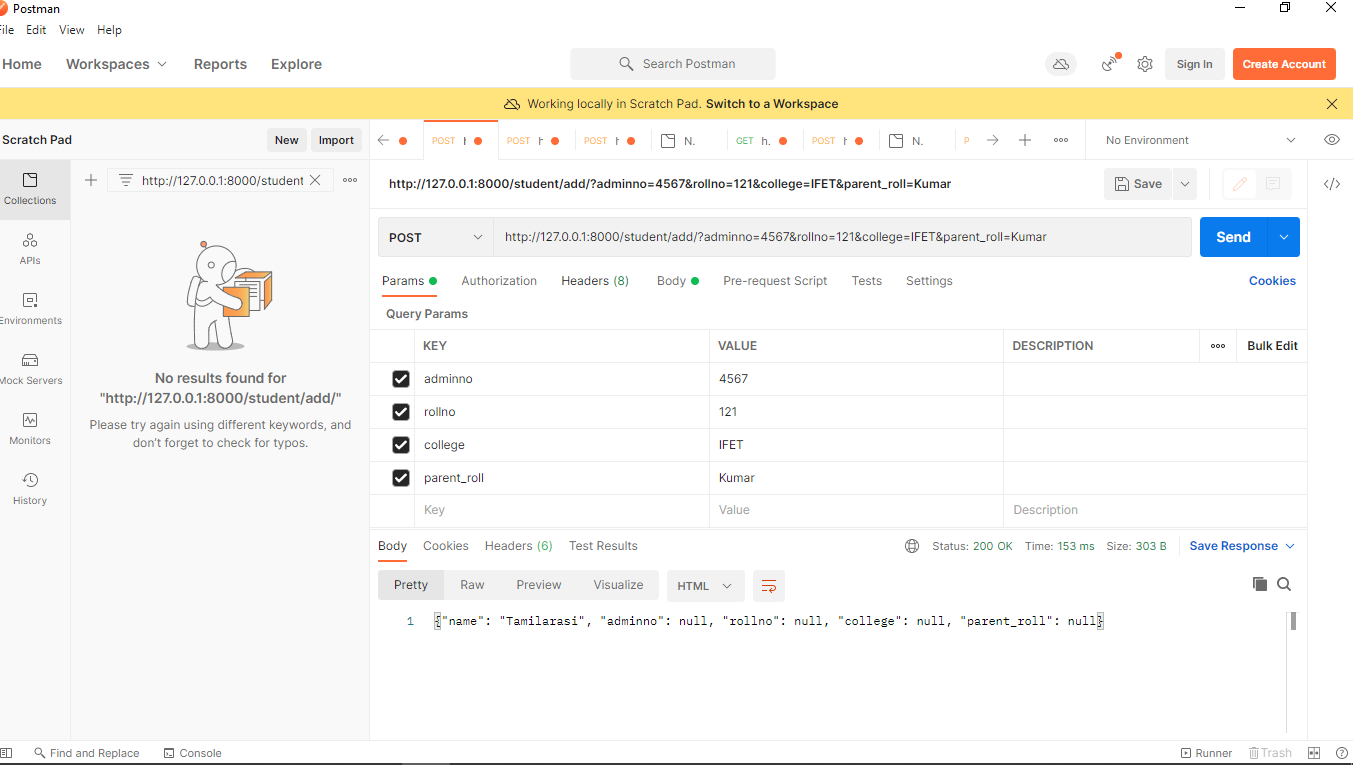 Postman
File Edit View Help
Home Workspaces Reports Explore Search Postman Sign In Create Account
Working locally in Scratch Pad. Switch to a Workspace
Scratch Pad New Import POST h POST h POST h N. GET h. POST h N. P No Environment
http://127.0.0.1:8000/student http://127.0.0.1:8000/student/add/?adminno=4567&rollno=121&college=IFET&parent_roll=Kumar Save
Collections
APIs
Environments
Mock Servers
Monitors
History
No results found for
"http://127.0.0.1:8000/student/add/"
Please try again using different keywords, and
don't forget to check for typos.
POST http://127.0.0.1:8000/student/add/?adminno=4567&rollno=121&college=IFET&parent_roll=Kumar Send
Params Authorization Headers (8) Body Pre-request Script Tests Settings Cookies
Query Params
KEY VALUE DESCRIPTION Bulk Edit
adminno 4567
rollno 121
college IFET
parent_roll Kumar
Key Value Description
Body Cookies Headers (6) Test Results Status: 200 OK Time: 153 ms Size: 303 B Save Response
Pretty Raw Preview Visualize HTML
1 {"name": "Tamilarasi", "adminno": null, "rollno": null, "college": null, "parent_roll": null}
Find and Replace Console Runner Trash